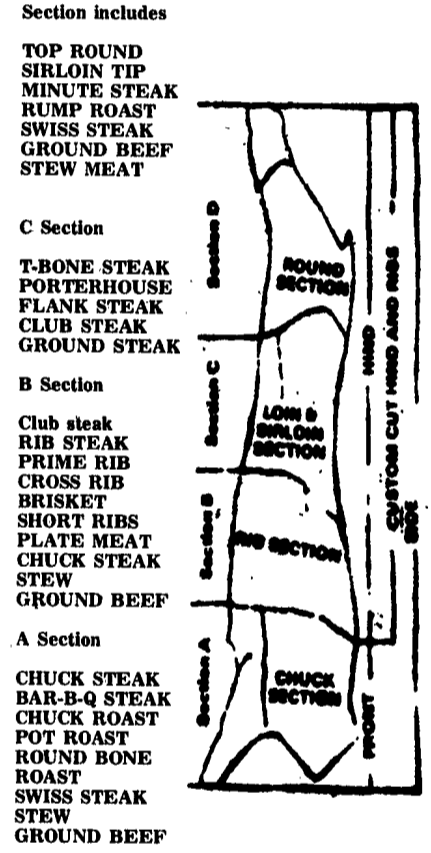 Section includes
TOP ROUND
SIRLOIN TIP
MINUTE STEAK
RUMP ROAST
SWISS STEAK
GROUND BEEF
STEW MEAT
C Section
T-BONE STEAK
PORTERHOUSE
FLANK STEAK
CLUB STEAK
GROUND STEAK
B Section
Club steak
RIB STEAK
PRIME RIB
CROSS RIB
BRISKET
SHORT RIBS
PLATE MEAT
CHUCK STEAK
STEW
GROUND BEEF
A Section
CHUCK STEAK
BAR-B-Q STEAK
CHUCK ROAST
POT ROAST
ROUND BONE
ROAST
SWISS STEAK
STEW
GROUND BEEF
Section D
Section C
Section B
Section A
ROUND
SECTION
LOIN &
SIRLOIN
SECTION
RIB SECTION
CHUCK
SECTION
HIND
FRONT
CUSTOM CUT HIND AND RIBS
SIDE